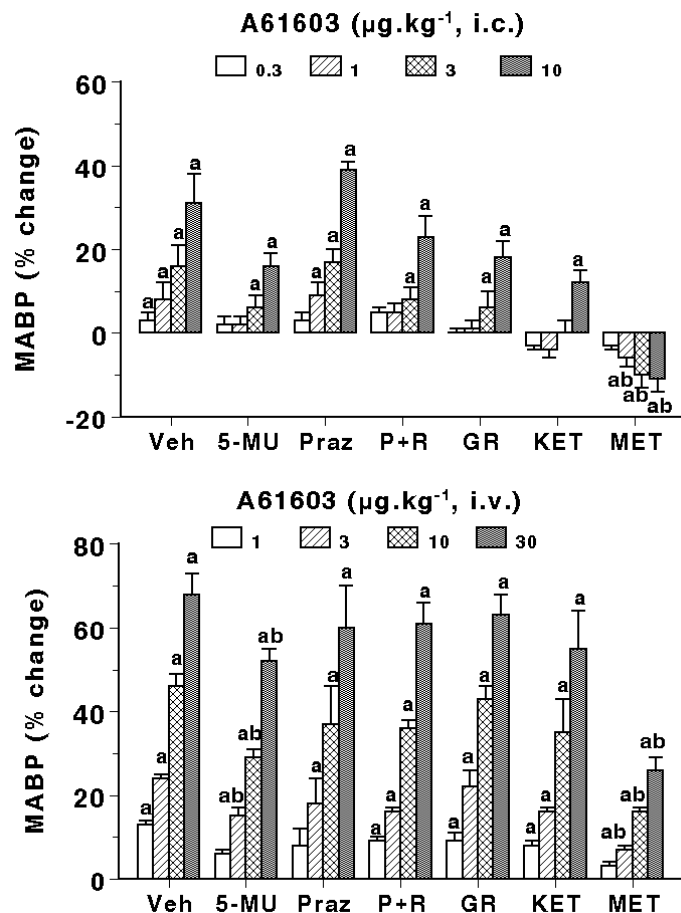 A61603 (µg.kg⁻¹, i.c.)
0.3 1 3 10
MABP (% change)
60
40
20
0
-20
a a a a a a a a a a a a a a a
ab ab ab
Veh 5-MU Praz P+R GR KET MET
A61603 (µg.kg⁻¹, i.v.)
1 3 10 30
MABP (% change)
80
60
40
20
0
a a a a ab ab ab a a a a a a a a a a a a a a a ab ab ab ab
Veh 5-MU Praz P+R GR KET MET